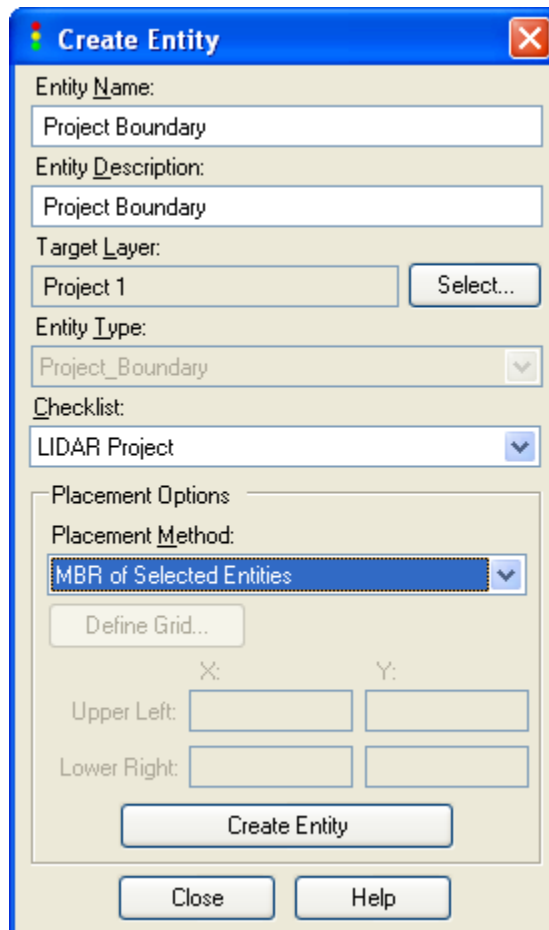 Create Entity
Entity Name:
Project Boundary
Entity Description:
Project Boundary
Target Layer:
Project 1
Select...
Entity Type:
Project_Boundary
Checklist:
LIDAR Project
Placement Options
Placement Method:
MBR of Selected Entities
Define Grid...
X: Y:
Upper Left:
Lower Right:
Create Entity
Close Help